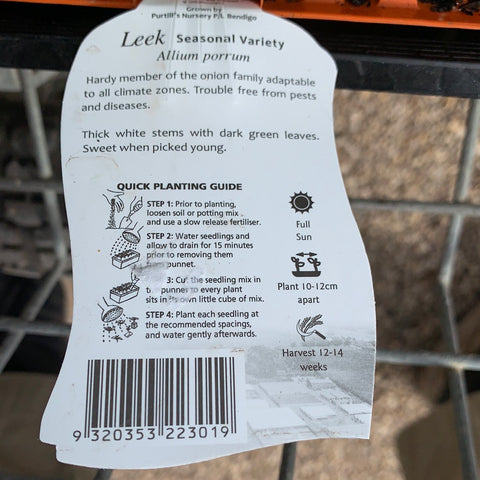 Grown by
Purtill's Nursery P/L Bendigo
Leek Seasonal Variety
Allium porrum
Hardy member of the onion family adaptable
to all climate zones. Trouble free from pests
and diseases.
Thick white stems with dark green leaves.
Sweet when picked young.
QUICK PLANTING GUIDE
STEP 1: Prior to planting,
loosen soil or potting mix
and use a slow release fertiliser.
STEP 2: Water seedlings and
allow to drain for 15 minutes
prior to removing them
from punnet.
3: Cut the seedling mix in
the punnet so every plant
sits in its own little cube of mix.
STEP 4: Plant each seedling at
the recommended spacings,
and water gently afterwards.
Full
Sun
Plant 10-12cm
apart
Harvest 12-14
weeks
9 320353 223019